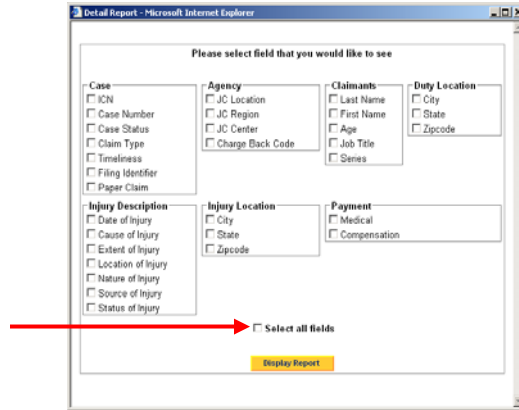 Detail Report - Microsoft Internet Explorer
Please select field that you would like to see
Case
ICN
Case Number
Case Status
Claim Type
Timeliness
Filing Identifier
Paper Claim
Agency
JC Location
JC Region
JC Center
Charge Back Code
Claimants
Last Name
First Name
Age
Job Title
Series
Duty Location
City
State
Zipcode
Injury Description
Date of Injury
Cause of Injury
Extent of Injury
Location of Injury
Nature of Injury
Source of Injury
Status of Injury
Injury Location
City
State
Zipcode
Payment
Medical
Compensation
Select all fields
Display Report